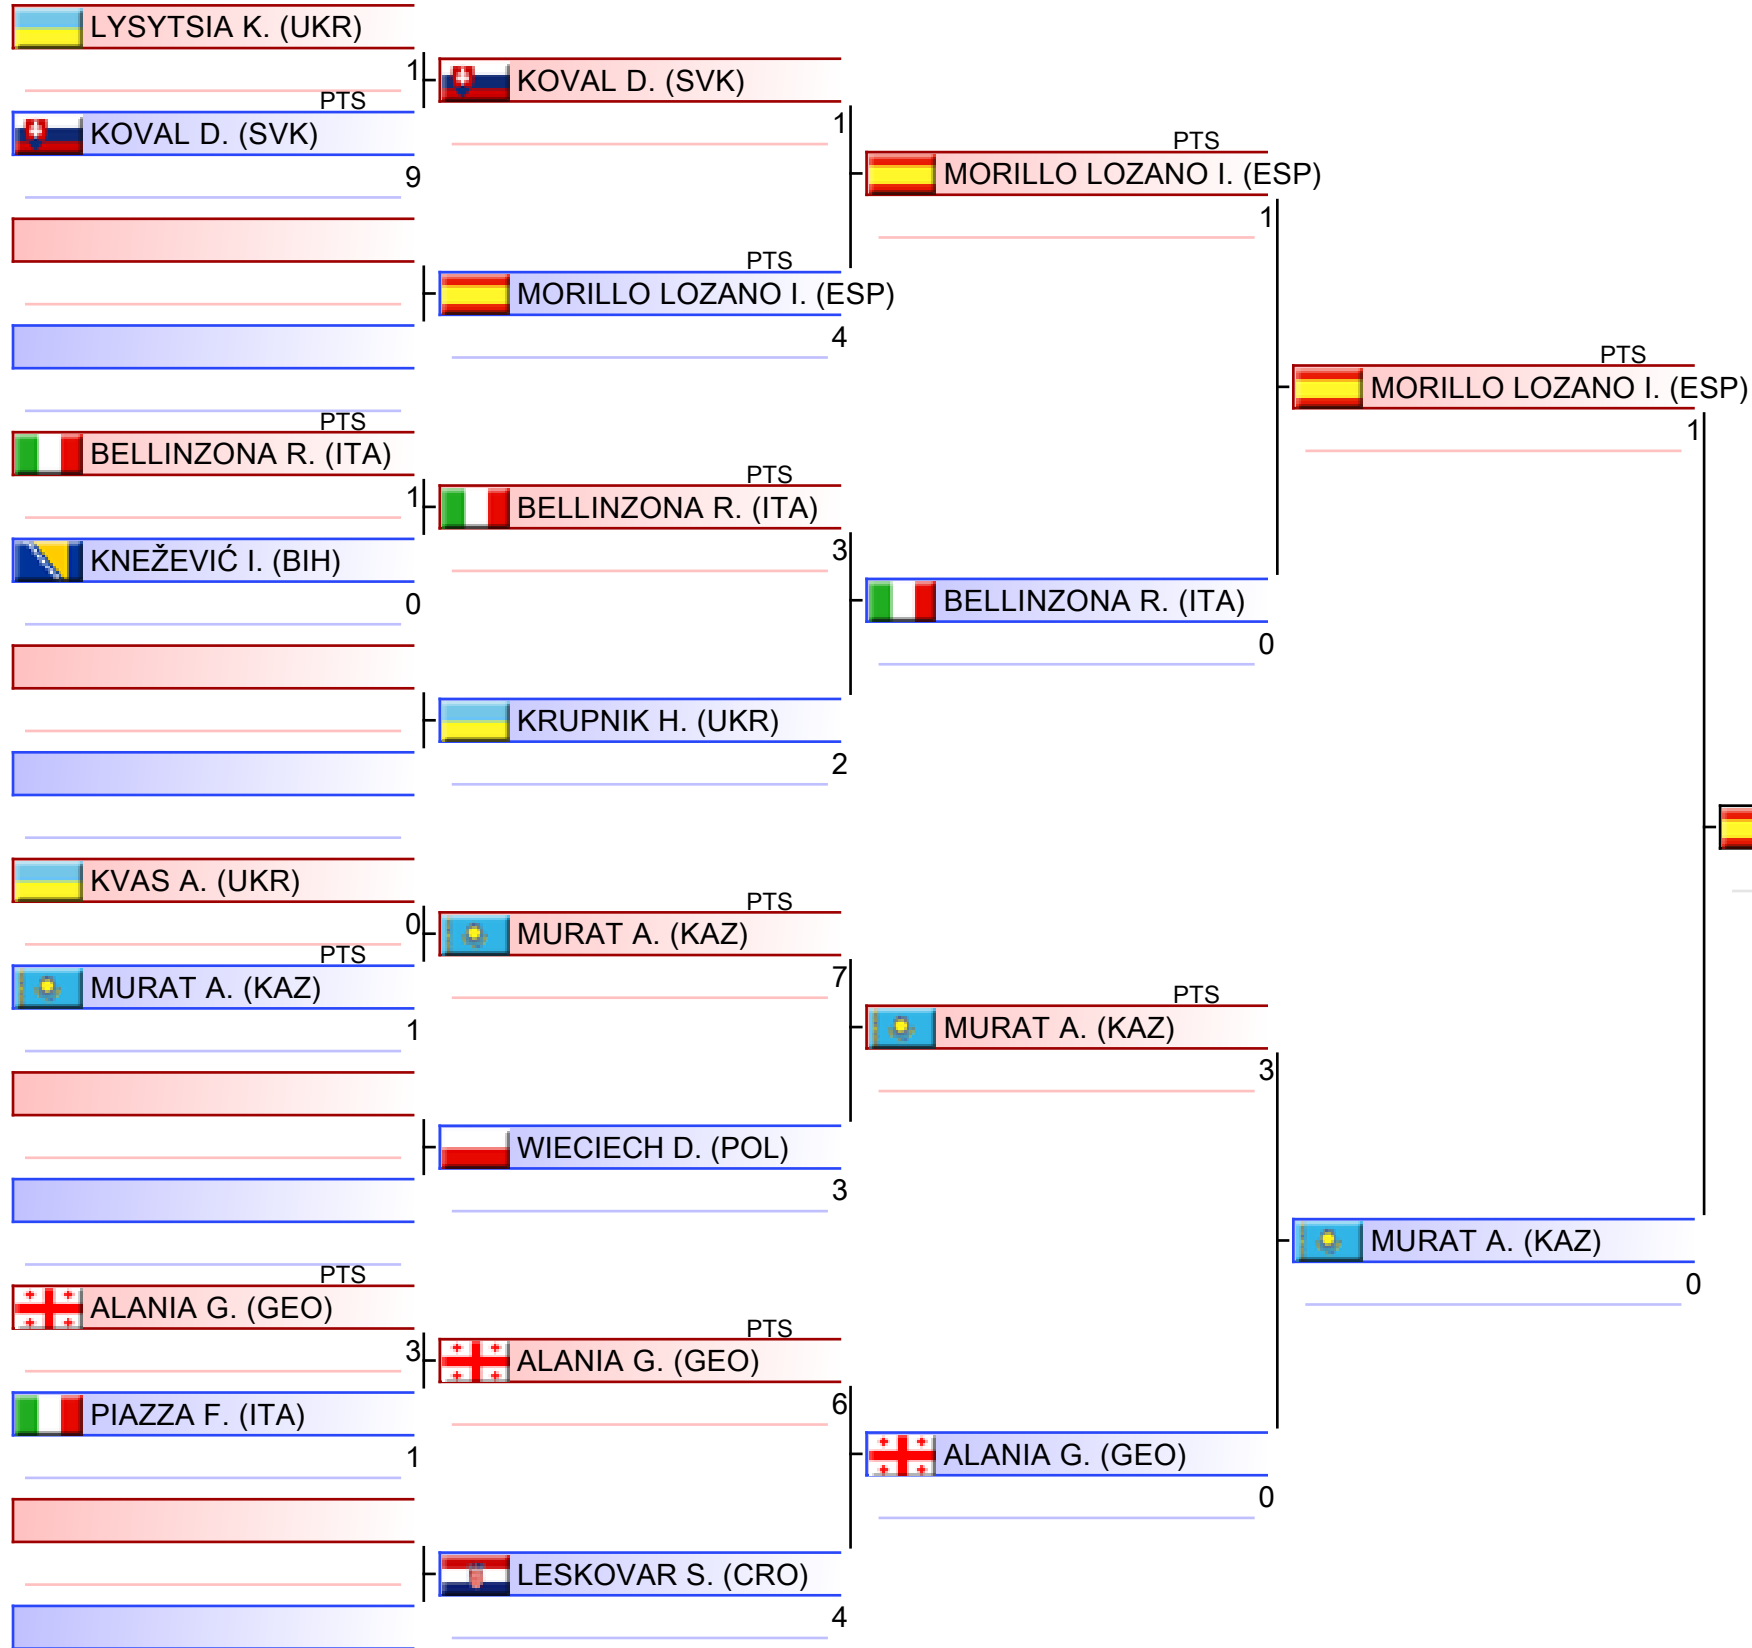 LYSYTSIA K. (UKR)
1
PTS
KOVAL D. (SVK)
9
PTS
BELLINZONA R. (ITA)
1
KNEŽEVIĆ I. (BIH)
0
KVAS A. (UKR)
0
PTS
MURAT A. (KAZ)
1
PTS
ALANIA G. (GEO)
3
PIAZZA F. (ITA)
1
KOVAL D. (SVK)
1
PTS
MORILLO LOZANO I. (ESP)
4
PTS
BELLINZONA R. (ITA)
3
KRUPNIK H. (UKR)
2
PTS
MURAT A. (KAZ)
7
WIECIECH D. (POL)
3
PTS
ALANIA G. (GEO)
6
LESKOVAR S. (CRO)
4
PTS
MORILLO LOZANO I. (ESP)
1
BELLINZONA R. (ITA)
0
PTS
MURAT A. (KAZ)
3
ALANIA G. (GEO)
0
PTS
MORILLO LOZANO I. (ESP)
1
MURAT A. (KAZ)
0